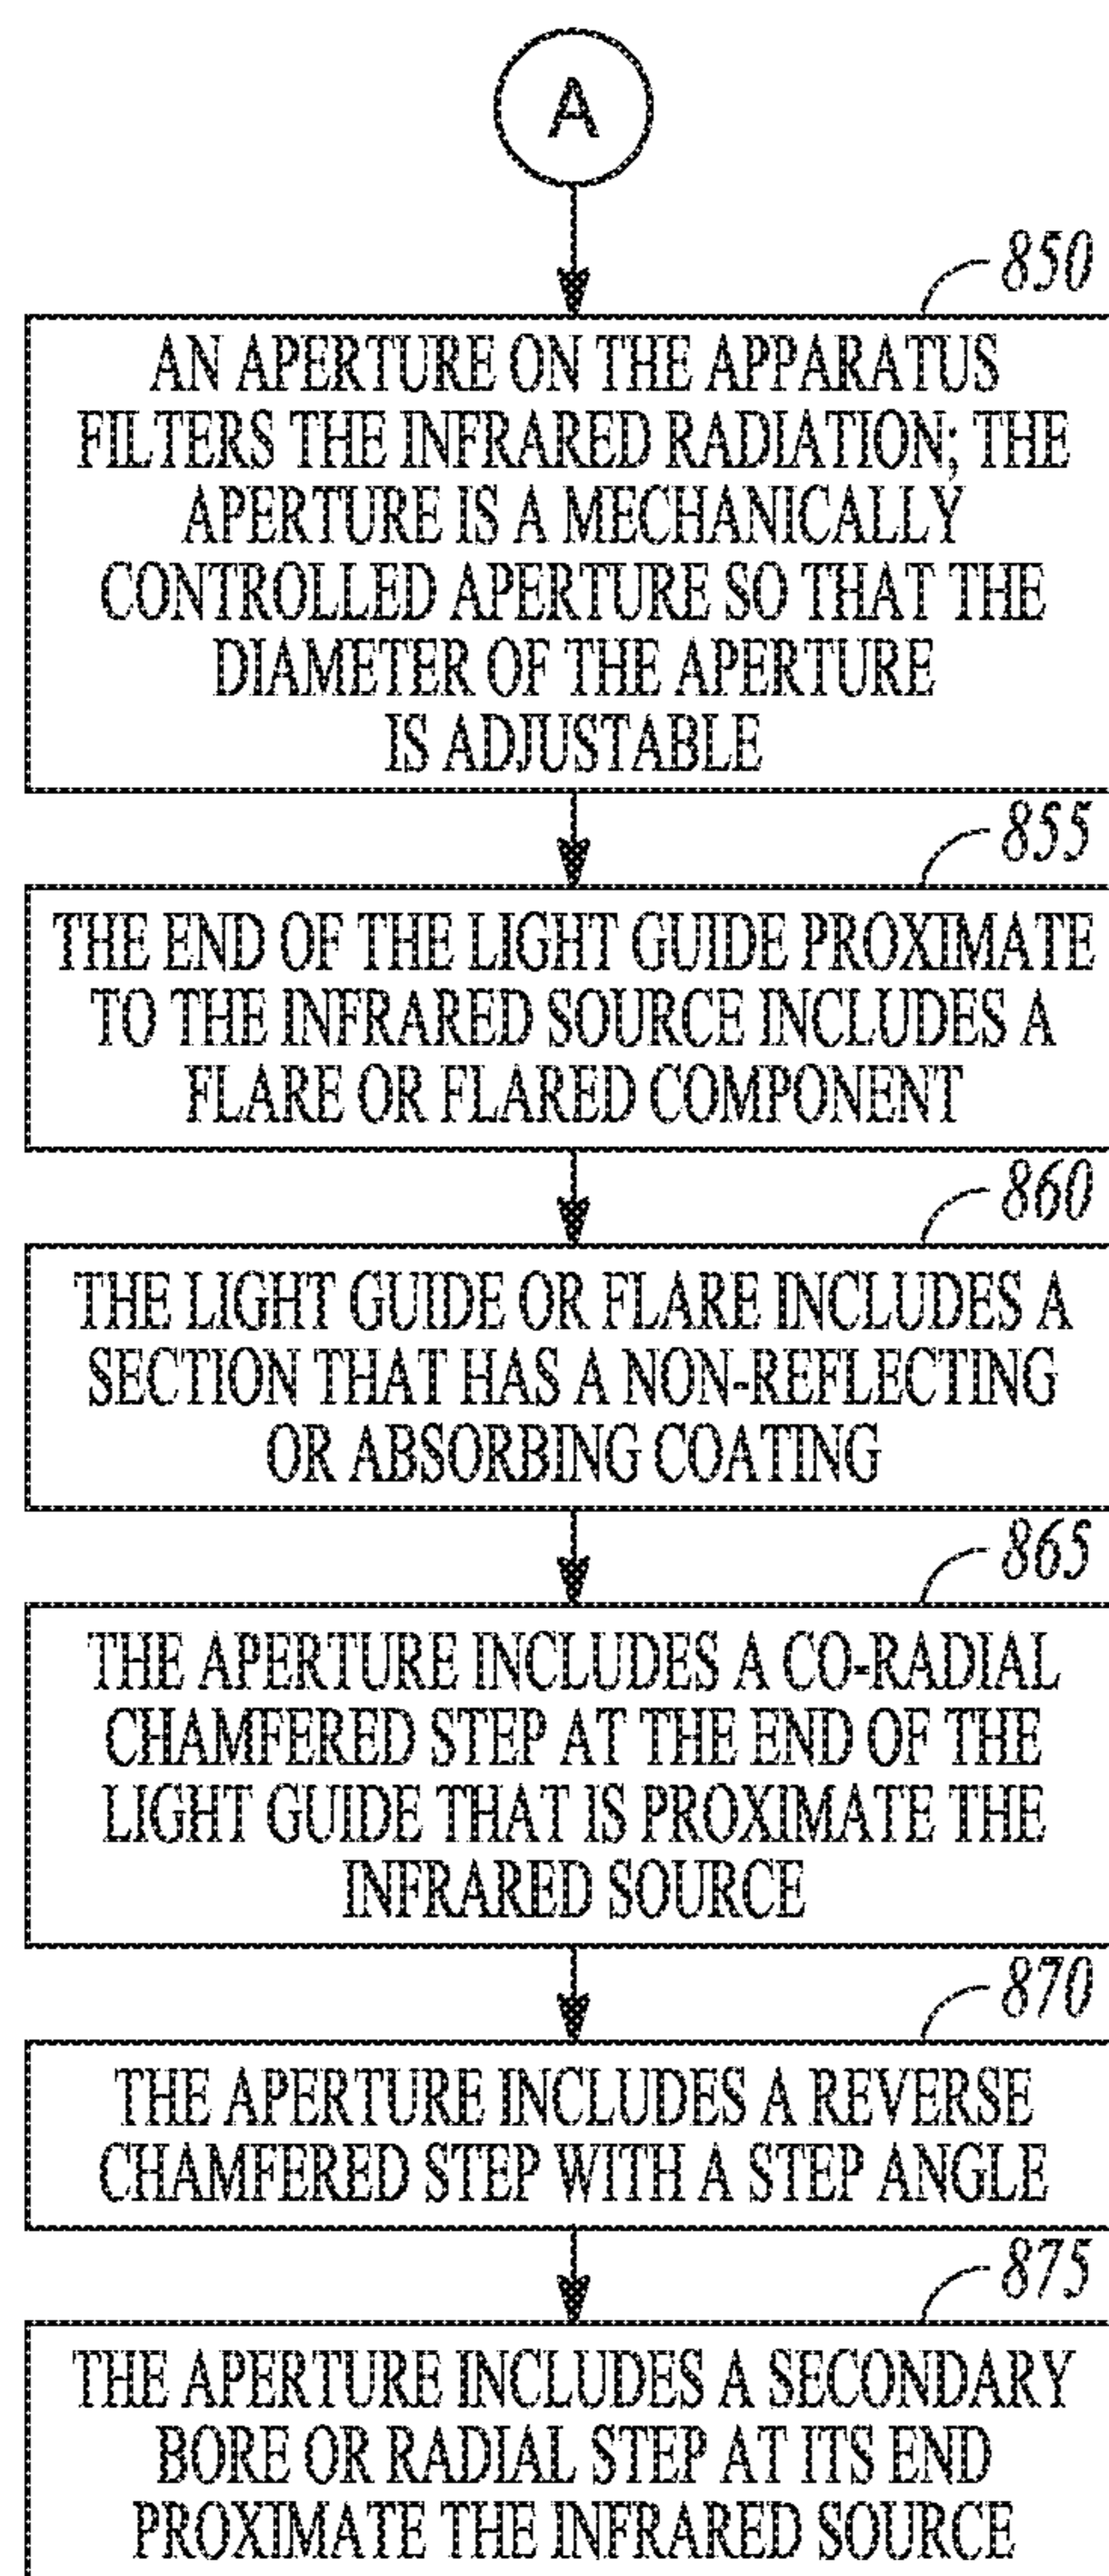 A
850
AN APERTURE ON THE APPARATUS
FILTERS THE INFRARED RADIATION; THE
APERTURE IS A MECHANICALLY
CONTROLLED APERTURE SO THAT THE
DIAMETER OF THE APERTURE
IS ADJUSTABLE
855
THE END OF THE LIGHT GUIDE PROXIMATE
TO THE INFRARED SOURCE INCLUDES A
FLARE OR FLARED COMPONENT
860
THE LIGHT GUIDE OR FLARE INCLUDES A
SECTION THAT HAS A NON-REFLECTING
OR ABSORBING COATING
865
THE APERTURE INCLUDES A CO-RADIAL
CHAMFERED STEP AT THE END OF THE
LIGHT GUIDE THAT IS PROXIMATE THE
INFRARED SOURCE
870
THE APERTURE INCLUDES A REVERSE
CHAMFERED STEP WITH A STEP ANGLE
875
THE APERTURE INCLUDES A SECONDARY
BORE OR RADIAL STEP AT ITS END
PROXIMATE THE INFRARED SOURCE